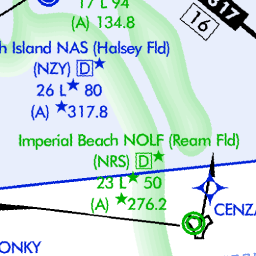 17 L 94
(A) 134.8
317
16
h Island NAS (Halsey Fld)
(NZY) D★
26 L★ 80
(A) ★317.8
Imperial Beach NOLF (Ream Fld)
(NRS) D★
23 L★ 50
(A) ★276.2
CENZA
ONKY